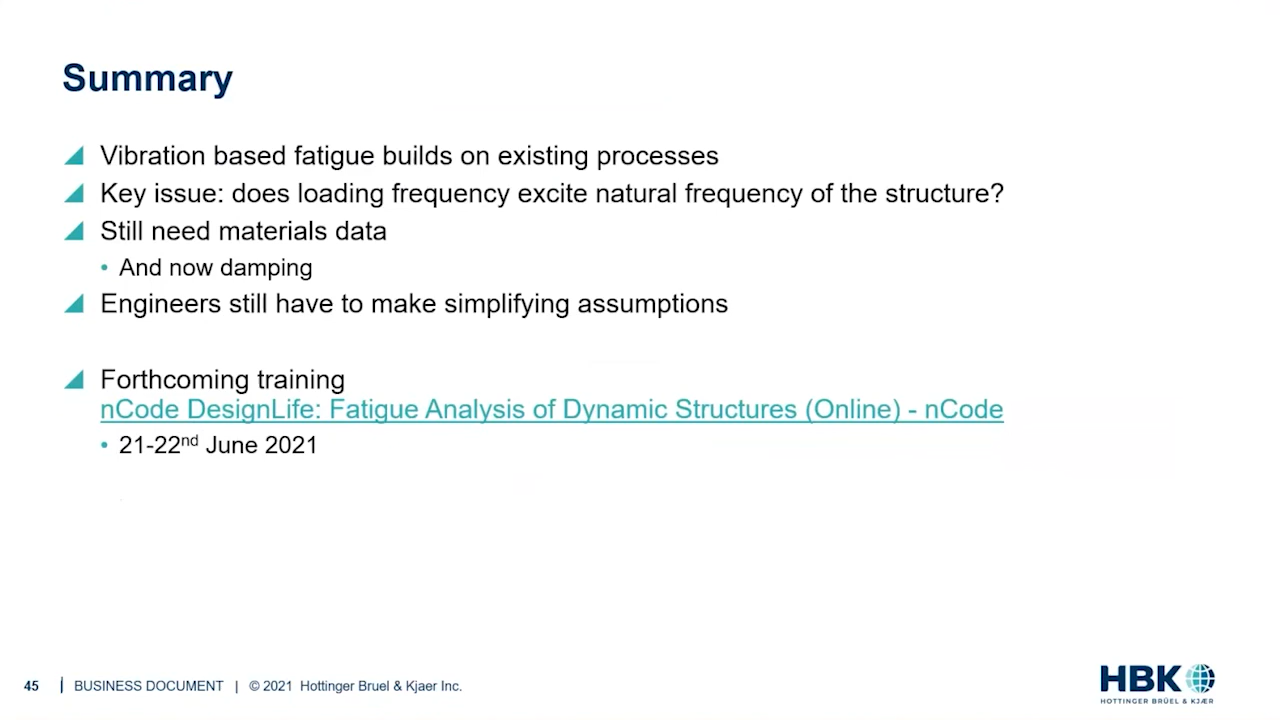 Summary
Vibration based fatigue builds on existing processes
Key issue: does loading frequency excite natural frequency of the structure?
Still need materials data
• And now damping
Engineers still have to make simplifying assumptions
Forthcoming training
nCode DesignLife: Fatigue Analysis of Dynamic Structures (Online) - nCode
• 21-22nd June 2021
45 | BUSINESS DOCUMENT | © 2021 Hottinger Bruel & Kjaer Inc.
HBK
HOTTINGER BRÜEL & KJÆR